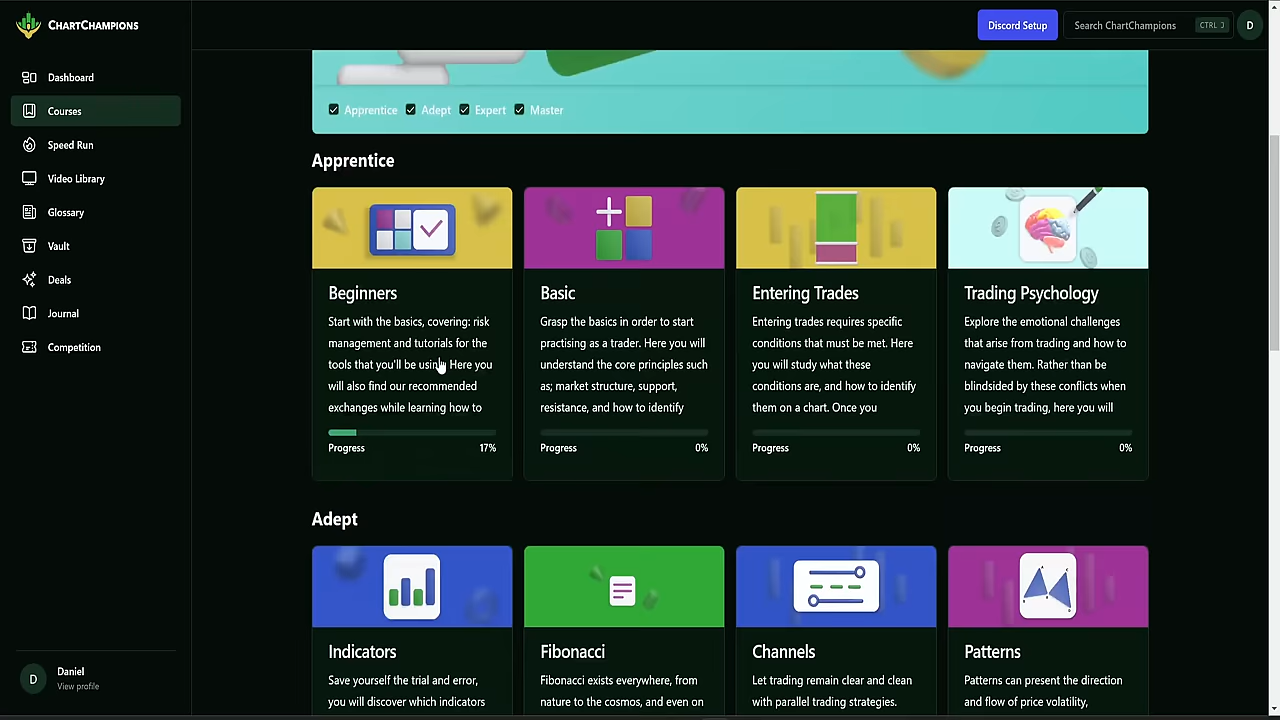 CHARTCHAMPIONS
Discord Setup
Search ChartChampions
CTRL J
D
Dashboard
Courses
Speed Run
Video Library
Glossary
Vault
Deals
Journal
Competition
Apprentice
Adept
Expert
Master
Apprentice
Beginners
Start with the basics, covering: risk
management and tutorials for the
tools that you'll be using. Here you
will also find our recommended
exchanges while learning how to
Progress 17%
Basic
Grasp the basics in order to start
practising as a trader. Here you will
understand the core principles such
as; market structure, support,
resistance, and how to identify
Progress 0%
Entering Trades
Entering trades requires specific
conditions that must be met. Here
you will study what these
conditions are, and how to identify
them on a chart. Once you
Progress 0%
Trading Psychology
Explore the emotional challenges
that arise from trading and how to
navigate them. Rather than be
blindsided by these conflicts when
you begin trading, here you will
Progress 0%
Adept
Indicators
Save yourself the trial and error,
you will discover which indicators
Fibonacci
Fibonacci exists everywhere, from
nature to the cosmos, and even on
Channels
Let trading remain clear and clean
with parallel trading strategies.
Patterns
Patterns can present the direction
and flow of price volatility,
D
Daniel
View profile